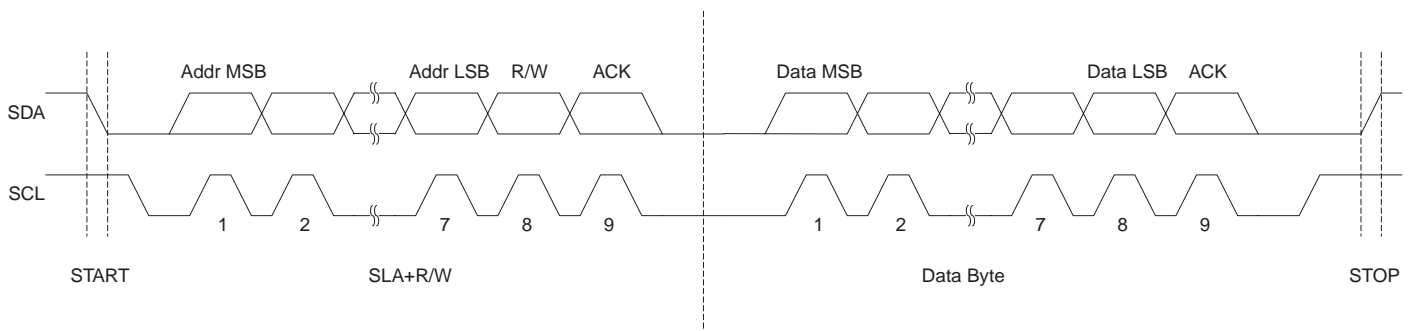 Addr MSB Addr LSB R/W ACK Data MSB Data LSB ACK
SDA
SCL
1 2 7 8 9 1 2 7 8 9
START SLA+R/W Data Byte STOP